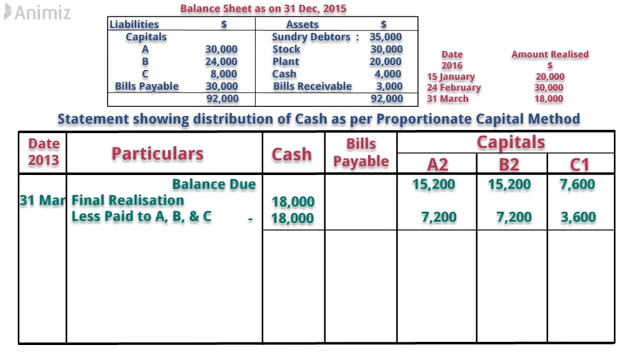 Animiz
Balance Sheet as on 31 Dec, 2015
Liabilities $ Assets $
Capitals Sundry Debtors : 35,000
A 30,000 Stock 30,000
B 24,000 Plant 20,000
C 8,000 Cash 4,000
Bills Payable 30,000 Bills Receivable 3,000
92,000 92,000
Date Amount Realised
2016 $
15 January 20,000
24 February 30,000
31 March 18,000
Statement showing distribution of Cash as per Proportionate Capital Method
Date 2013 Particulars Cash Bills Payable Capitals
A2 B2 C1
Balance Due 15,200 15,200 7,600
31 Mar Final Realisation 18,000
Less Paid to A, B, & C - 18,000 7,200 7,200 3,600